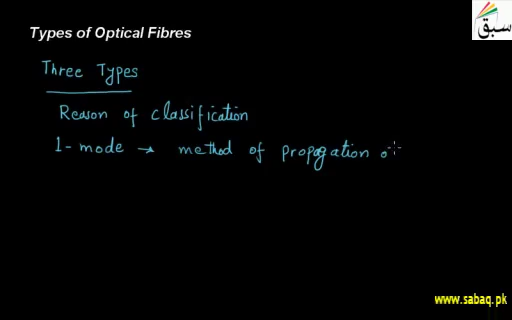 سبق
Types of Optical Fibres
Three Types
Reason of classification
1- mode → method of propagation
www.sabaq.pk